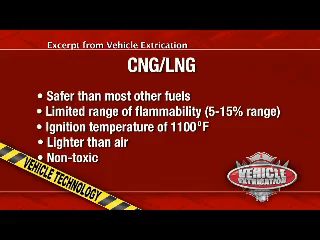 Excerpt from Vehicle Extrication
CNG/LNG
• Safer than most other fuels
• Limited range of flammability (5-15% range)
• Ignition temperature of 1100°F
• Lighter than air
• Non-toxic
VEHICLE TECHNOLOGY
VEHICLE
EXTRICATION